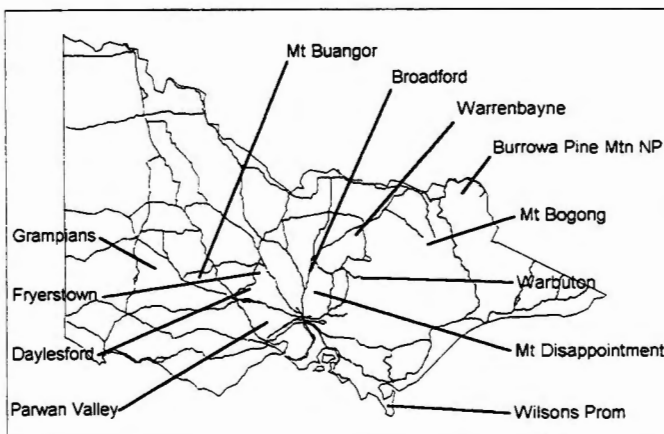 Mt Buangor
Broadford
Warrenbayne
Burrowa Pine Mtn NP
Mt Bogong
Grampians
Fryerstown
Warbuton
Daylesford
Mt Disappointment
Parwan Valley
Wilsons Prom